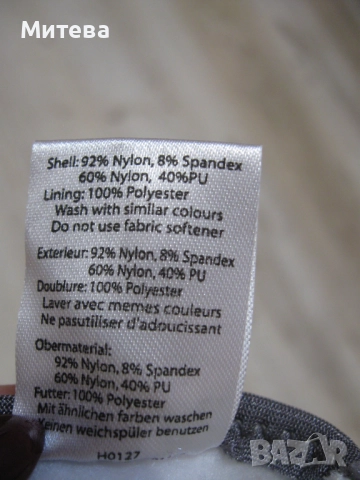 Митева
Shell: 92% Nylon, 8% Spandex
60% Nylon, 40%PU
Lining: 100% Polyester
Wash with similar colours
Do not use fabric softener
Exterieur: 92% Nylon, 8% Spandex
60% Nylon, 40% PU
Doublure: 100% Polyester
Laver avec memes couleurs
Ne pasutiliser d'adoucissant
Obermaterial:
92% Nylon, 8% Spandex
60% Nylon, 40% PU
Futter: 100% Polyester
Mit ähnlichen farben waschen
Keinen weichspüler benutzen
H0127
BAZAR